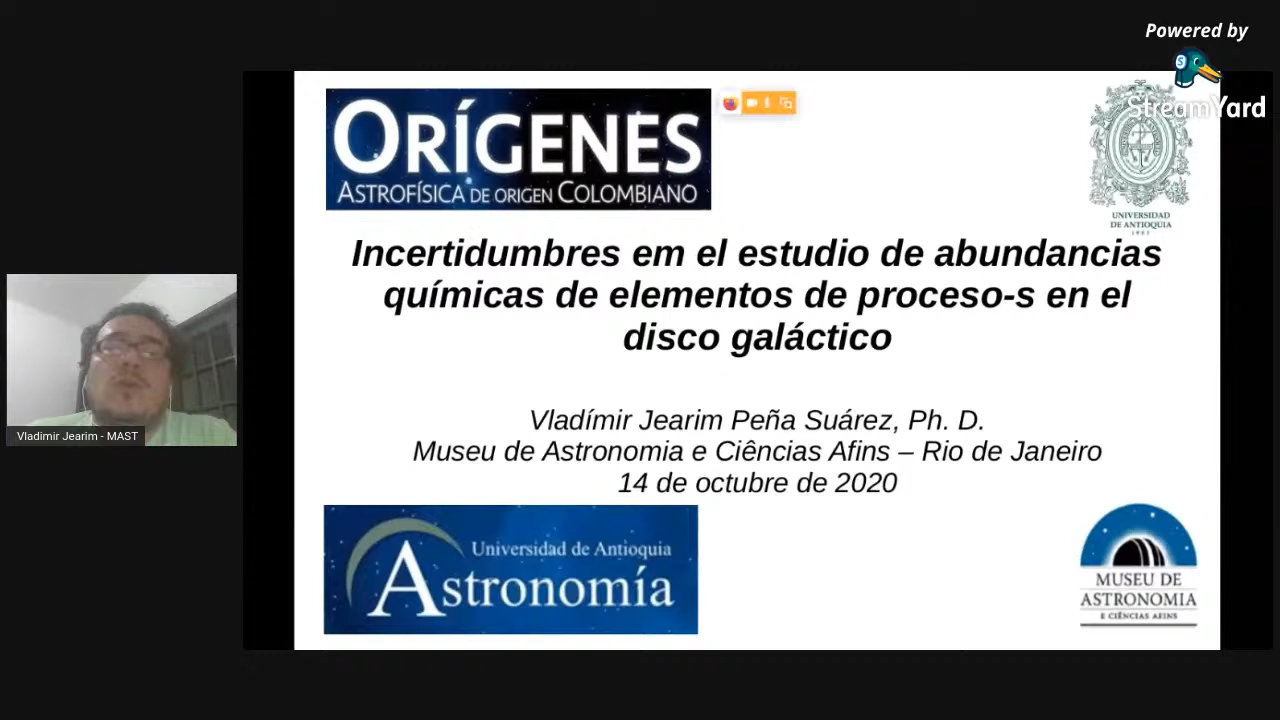 Powered by
StreamYard
ORÍGENES
ASTROFÍSICA DE ORIGEN COLOMBIANO
UNIVERSIDAD
DE ANTIOQUIA
1803
Incertidumbres em el estudio de abundancias
químicas de elementos de proceso-s en el
disco galáctico
Vladímir Jearim Peña Suárez, Ph. D.
Museu de Astronomia e Ciências Afins – Rio de Janeiro
14 de octubre de 2020
Vladimir Jearim - MAST
Universidad de Antioquia
Astronomía
MUSEU DE
ASTRONOMIA
E CIÊNCIAS AFINS